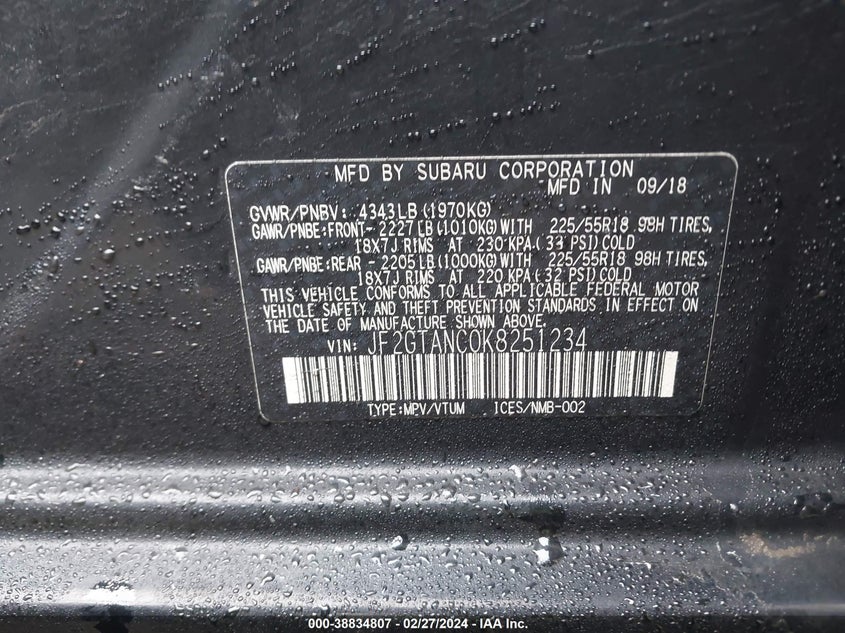 MFD BY SUBARU CORPORATION
MFD IN 09/18
GVWR/PNBV: 4343LB(1970KG)
GAWR/PNBE:FRONT- 2227LB(1010KG)WITH 225/55R18 98H TIRES,
18X7J RIMS AT 230KPA(33 PSI)COLD
GAWR/PNBE:REAR - 2205LB(1000KG)WITH 225/55R18 98H TIRES,
18X7J RIMS AT 220KPA(32 PSI)COLD
THIS VEHICLE CONFORMS TO ALL APPLICABLE FEDERAL MOTOR
VEHICLE SAFETY AND THEFT PREVENTION STANDARDS IN EFFECT ON
THE DATE OF MANUFACTURE SHOWN ABOVE.
VIN: JF2GTANC0K8251234
TYPE:MPV/VTUM ICES/NMB-002
000-38834807 - 02/27/2024 - IAA Inc.